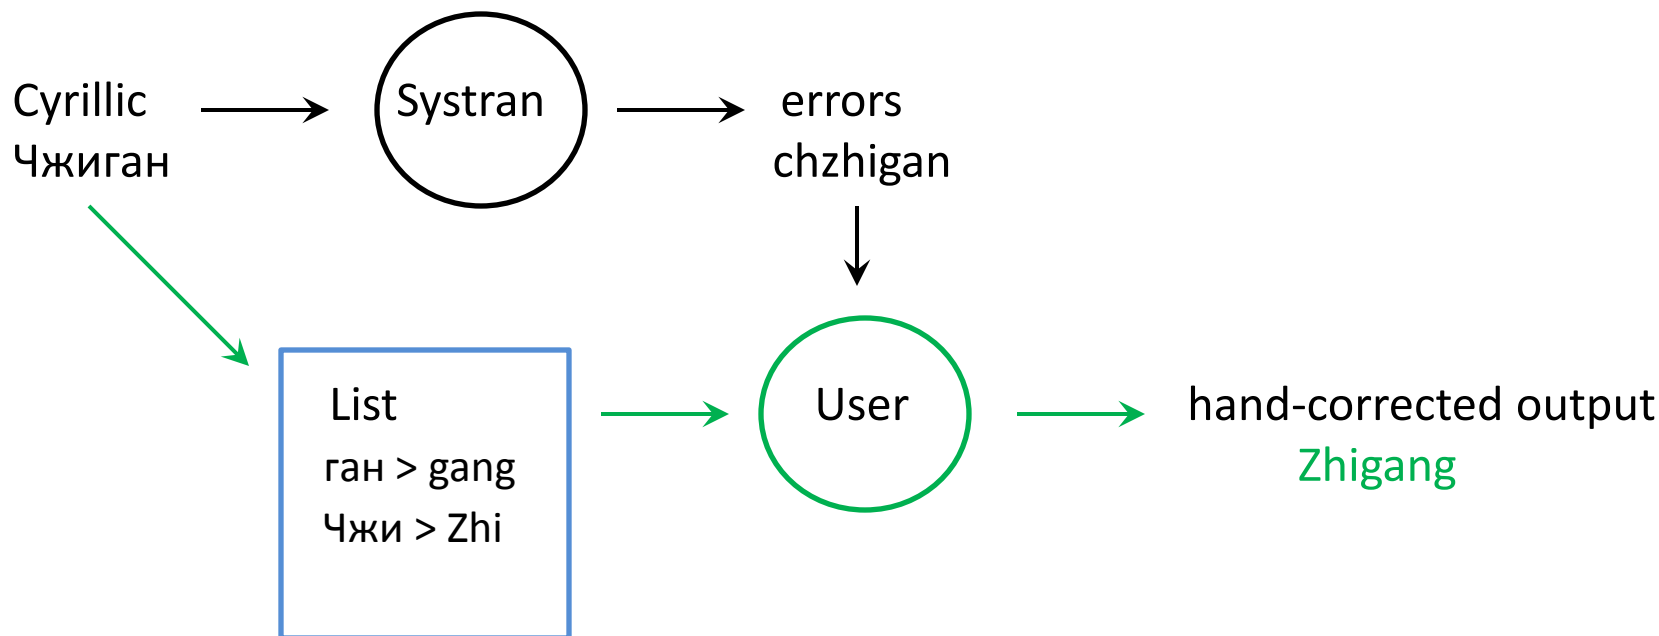 Cyrillic
Чжиган
Systran
errors
chzhigan
List
ган > gang
Чжи > Zhi
User
hand-corrected output
Zhigang